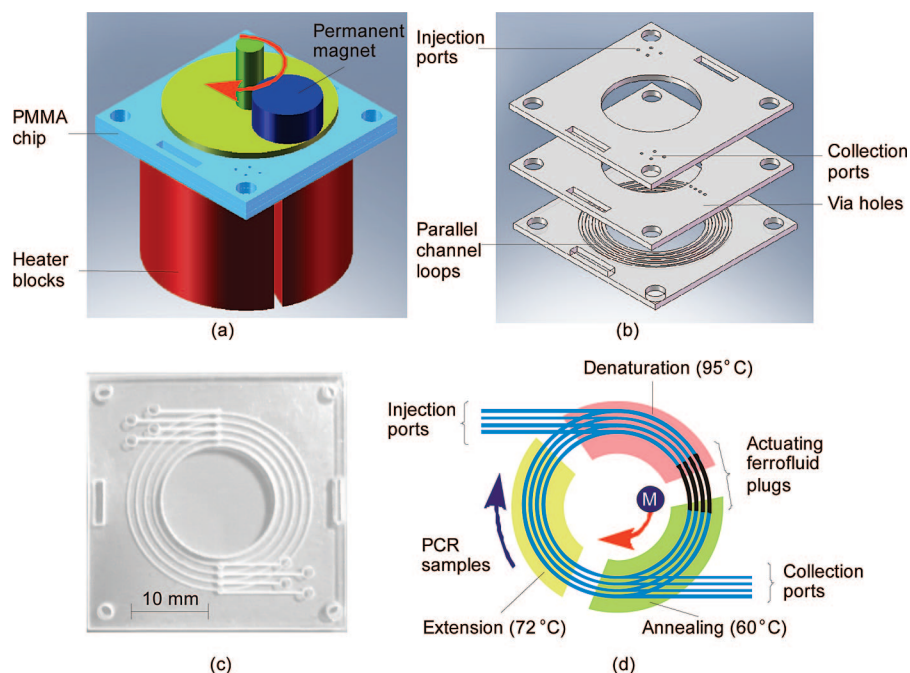 Permanent
magnet
PMMA
chip
Heater
blocks
(a)
Injection
ports
Collection
ports
Via holes
Parallel
channel
loops
(b)
10 mm
(c)
Denaturation (95°C)
Injection
ports
Actuating
ferrofluid
plugs
M
PCR
samples
Collection
ports
Extension (72°C)
Annealing (60°C)
(d)